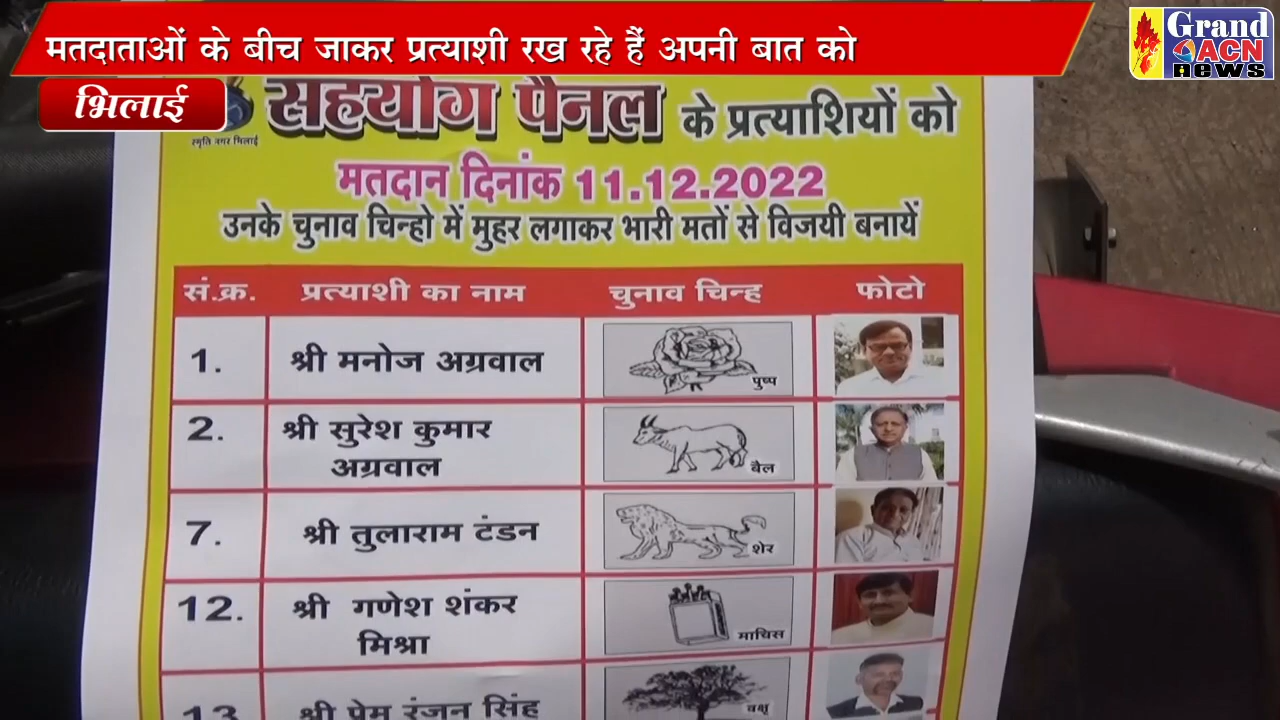 मतदाताओं के बीच जाकर प्रत्याशी रख रहे हैं अपनी बात को
Grand
ACN
news
भिलाई
स्मृति नगर भिलाई
सहयोग पैनल के प्रत्याशियों को
मतदान दिनांक 11.12.2022
उनके चुनाव चिन्हो में मुहर लगाकर भारी मतों से विजयी बनायें
सं.क्र. प्रत्याशी का नाम चुनाव चिन्ह फोटो
1. श्री मनोज अग्रवाल पुष्प
2. श्री सुरेश कुमार
अग्रवाल बैल
7. श्री तुलाराम टंडन शेर
12. श्री गणेश शंकर
मिश्रा माचिस
13 श्री प्रेम रंजन सिंह वक्षृ